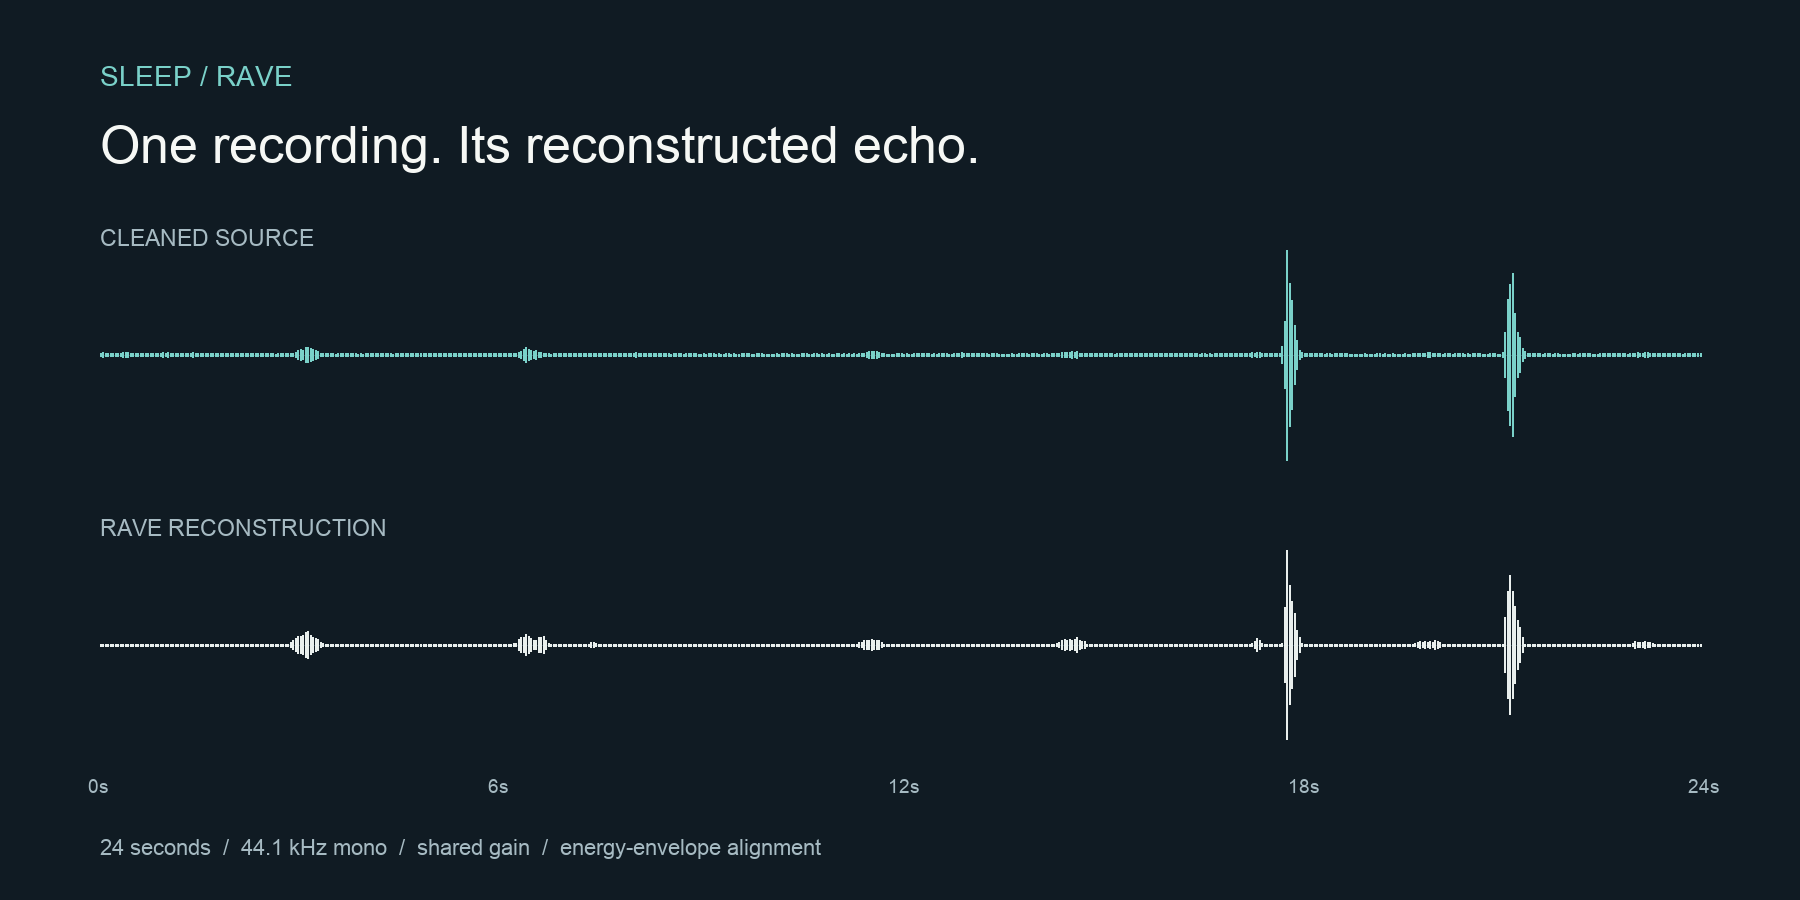 SLEEP / RAVE
One recording. Its reconstructed echo.
CLEANED SOURCE
RAVE RECONSTRUCTION
0s 6s 12s 18s 24s
24 seconds / 44.1 kHz mono / shared gain / energy-envelope alignment